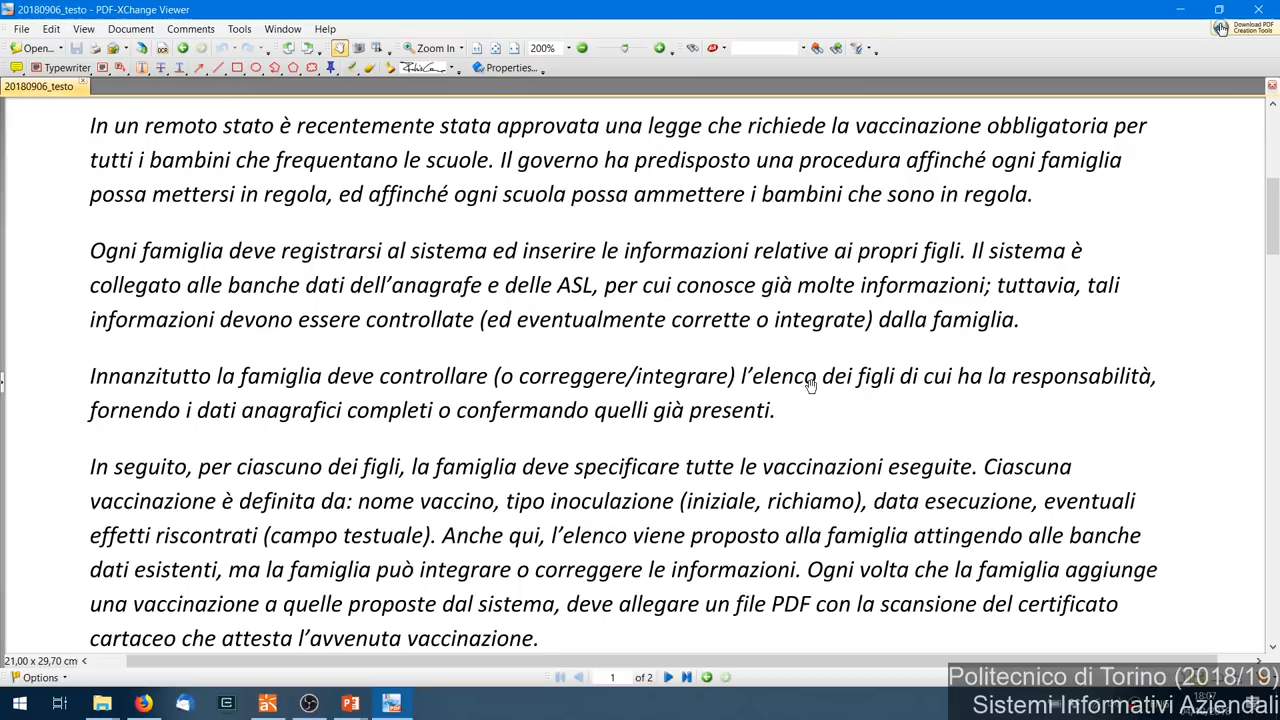 20180906_testo - PDF-XChange Viewer
File Edit View Document Comments Tools Window Help
Download PDF
Creation Tools
Open... Zoom In 200%
Typewriter Properties...
20180906_testo
In un remoto stato è recentemente stata approvata una legge che richiede la vaccinazione obbligatoria per
tutti i bambini che frequentano le scuole. Il governo ha predisposto una procedura affinché ogni famiglia
possa mettersi in regola, ed affinché ogni scuola possa ammettere i bambini che sono in regola.
Ogni famiglia deve registrarsi al sistema ed inserire le informazioni relative ai propri figli. Il sistema è
collegato alle banche dati dell’anagrafe e delle ASL, per cui conosce già molte informazioni; tuttavia, tali
informazioni devono essere controllate (ed eventualmente corrette o integrate) dalla famiglia.
Innanzitutto la famiglia deve controllare (o correggere/integrare) l’elenco dei figli di cui ha la responsabilità,
fornendo i dati anagrafici completi o confermando quelli già presenti.
In seguito, per ciascuno dei figli, la famiglia deve specificare tutte le vaccinazioni eseguite. Ciascuna
vaccinazione è definita da: nome vaccino, tipo inoculazione (iniziale, richiamo), data esecuzione, eventuali
effetti riscontrati (campo testuale). Anche qui, l’elenco viene proposto alla famiglia attingendo alle banche
dati esistenti, ma la famiglia può integrare o correggere le informazioni. Ogni volta che la famiglia aggiunge
una vaccinazione a quelle proposte dal sistema, deve allegare un file PDF con la scansione del certificato
cartaceo che attesta l’avvenuta vaccinazione.
21,00 x 29,70 cm
Options 1 of 2
Politecnico di Torino (2018/19)
18:07
Sistemi Informativi Aziendali